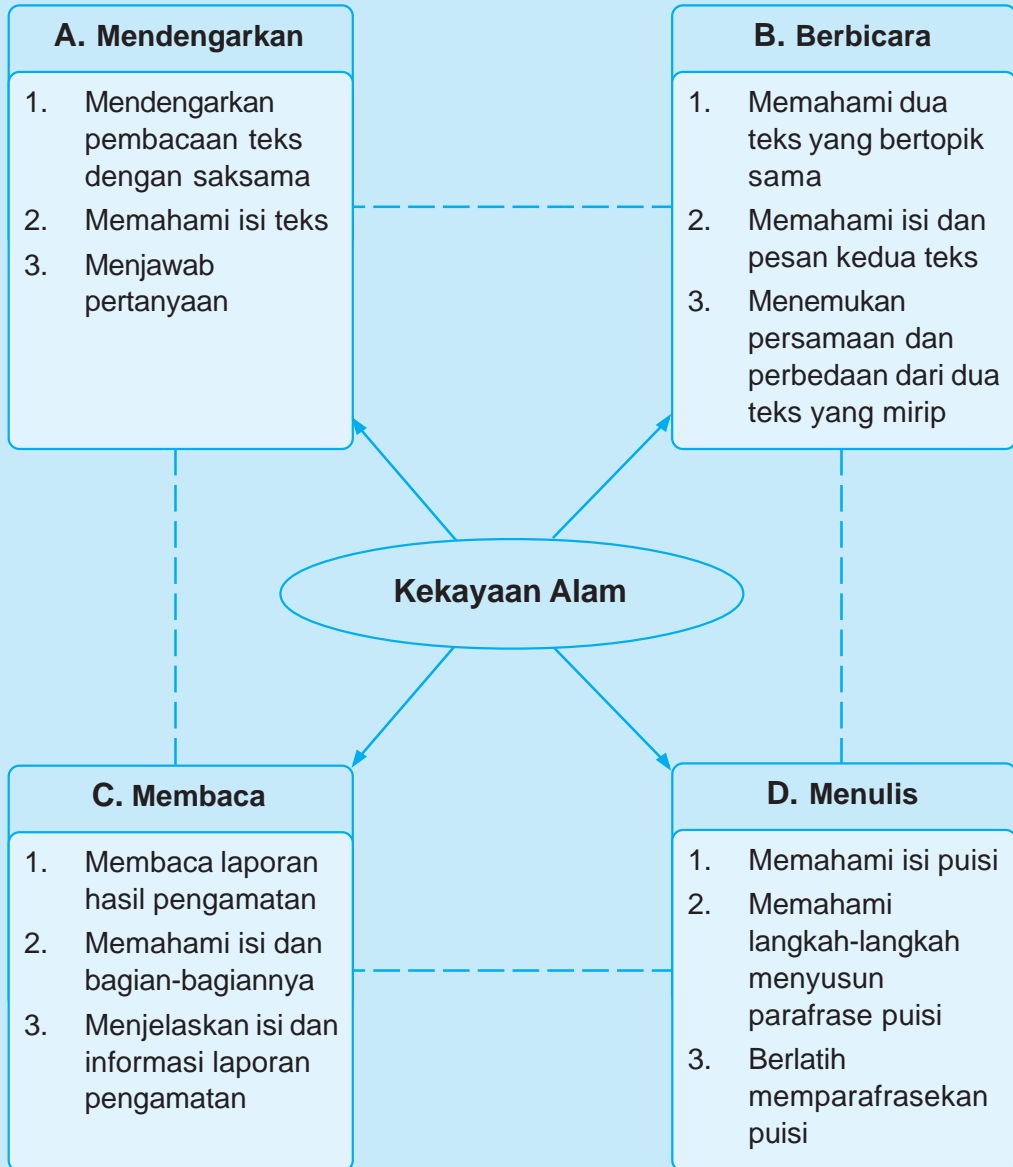 A. Mendengarkan
1. Mendengarkan
pembacaan teks
dengan saksama
2. Memahami isi teks
3. Menjawab
pertanyaan
B. Berbicara
1. Memahami dua
teks yang bertopik
sama
2. Memahami isi dan
pesan kedua teks
3. Menemukan
persamaan dan
perbedaan dari dua
teks yang mirip
Kekayaan Alam
C. Membaca
1. Membaca laporan
hasil pengamatan
2. Memahami isi dan
bagian-bagiannya
3. Menjelaskan isi dan
informasi laporan
pengamatan
D. Menulis
1. Memahami isi puisi
2. Memahami
langkah-langkah
menyusun
parafrase puisi
3. Berlatih
memparafrasekan
puisi